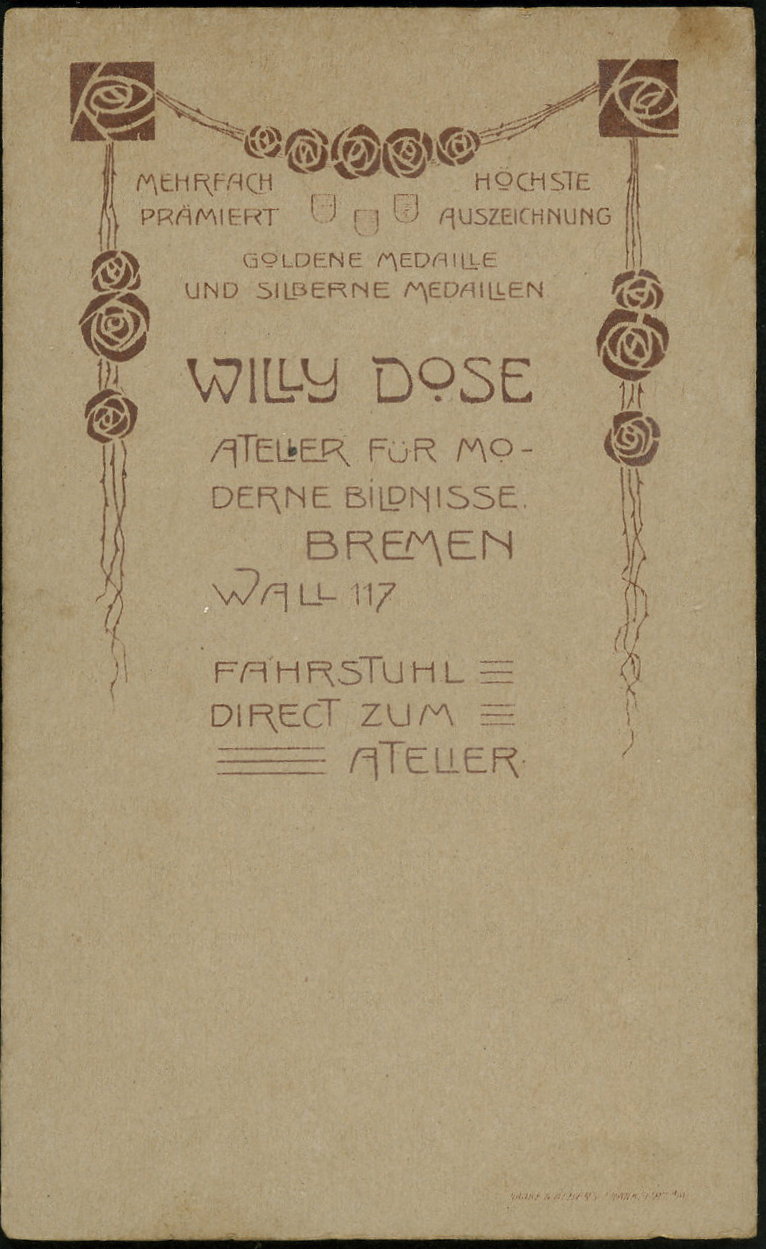 MEHRFACH HÖCHSTE
PRÄMIERT AUSZEICHNUNG
GOLDENE MEDAILLE
UND SILBERNE MEDAILLEN
WILLY DOSE
ATELIER FÜR MO-
DERNE BILDNISSE.
BREMEN
WALL 117
FAHRSTUHL
DIRECT ZUM
ATELIER.